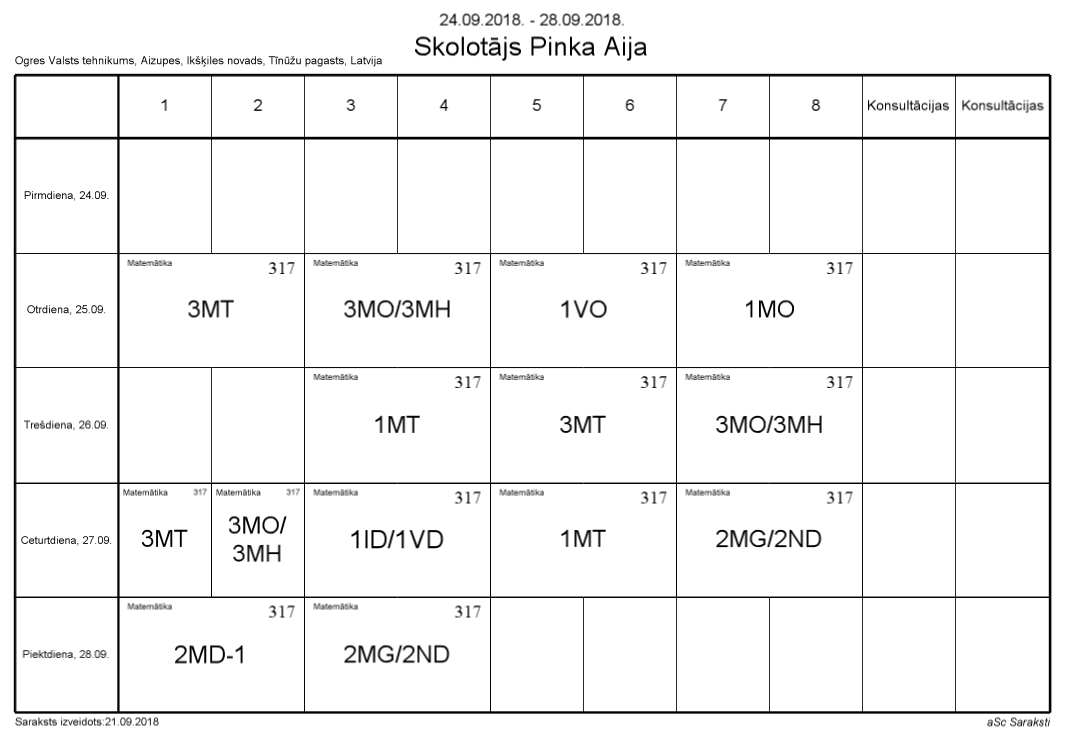 24.09.2018. - 28.09.2018.
Skolotājs Pinka Aija
Ogres Valsts tehnikums, Aizupes, Ikšķiles novads, Tīnūžu pagasts, Latvija
1 2 3 4 5 6 7 8 Konsultācijas Konsultācijas
Pirmdiena, 24.09.
Matemātika 317 Matemātika 317 Matemātika 317 Matemātika 317
Otrdiena, 25.09. 3MT 3MO/3MH 1VO 1MO
Matemātika 317 Matemātika 317 Matemātika 317
Trešdiena, 26.09. 1MT 3MT 3MO/3MH
Matemātika 317 Matemātika 317 Matemātika 317 Matemātika 317 Matemātika 317
Ceturtdiena, 27.09. 3MT 3MO/ 1ID/1VD 1MT 2MG/2ND
3MH
Matemātika 317 Matemātika 317
Piektdiena, 28.09. 2MD-1 2MG/2ND
Saraksts izveidots:21.09.2018 aSc Saraksti